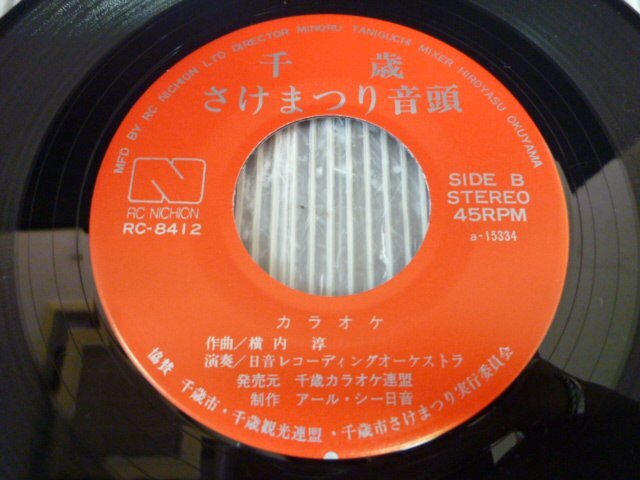 MFD BY RC NICHION LTD DIRECTOR MINORU TANIGUCHI MIXER HIROYASU OKUYAMA
千歳
さけまつり音頭
RC NICHION
RC-8412
SIDE B
STEREO
45RPM
a-15334
カラオケ
作曲/横内 淳
演奏/日音レコーディングオーケストラ
発売元 千歳カラオケ連盟
制作 アール・シー日音
協賛 千歳市・千歳観光連盟・千歳市さけまつり実行委員会